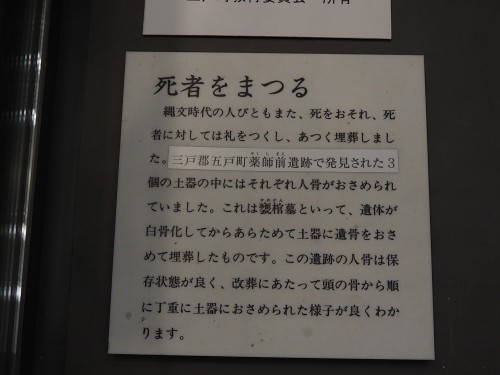 死者をまつる
縄文時代の人びともまた、死をおそれ、死
者に対しては礼をつくし、あつく埋葬しまし
た。三戸郡五戸町薬師前遺跡で発見された3
個の土器の中にはそれぞれ人骨がおさめられ
ていました。これは甕棺墓といって、遺体が
白骨化してからあらためて土器に遺骨をおさ
めて埋葬したものです。この遺跡の人骨は保
存状態が良く、改葬にあたって頭の骨から順
に丁重に土器におさめられた様子が良くわか
ります。